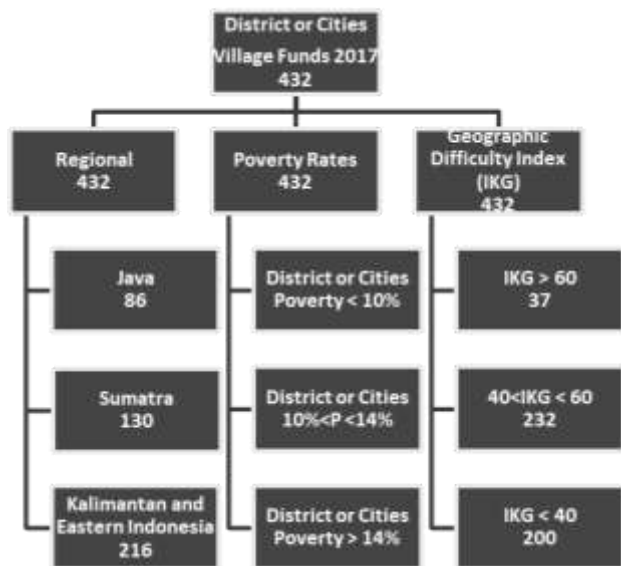 District or Cities
Village Funds 2017
432
Regional
432
Poverty Rates
432
Geographic
Difficulty Index
(IKG)
432
Java
86
District or Cities
Poverty < 10%
IKG > 60
37
Sumatra
130
District or Cities
10%<P <14%
40<IKG < 60
232
Kalimantan and
Eastern Indonesia
216
District or Cities
Poverty > 14%
IKG < 40
200